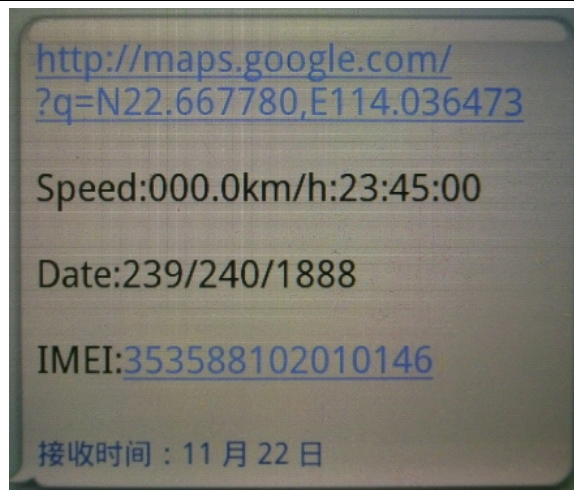 http://maps.google.com/
?q=N22.667780,E114.036473
Speed:000.0km/h:23:45:00
Date:239/240/1888
IMEI:353588102010146
接收时间：11 月 22 日